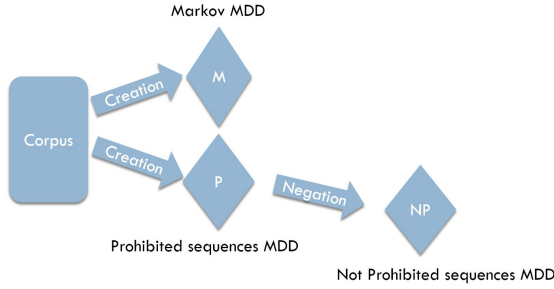 Markov MDD
M
Creation
Corpus
Creation
P
Negation
NP
Prohibited sequences MDD
Not Prohibited sequences MDD